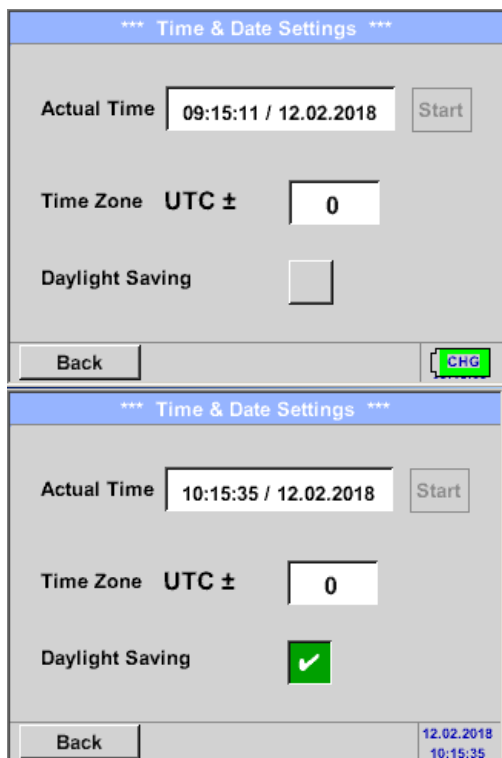 *** Time & Date Settings ***
Actual Time 09:15:11 / 12.02.2018 Start
Time Zone UTC ± 0
Daylight Saving
Back CHG
*** Time & Date Settings ***
Actual Time 10:15:35 / 12.02.2018 Start
Time Zone UTC ± 0
Daylight Saving ✔
Back
12.02.2018
10:15:35